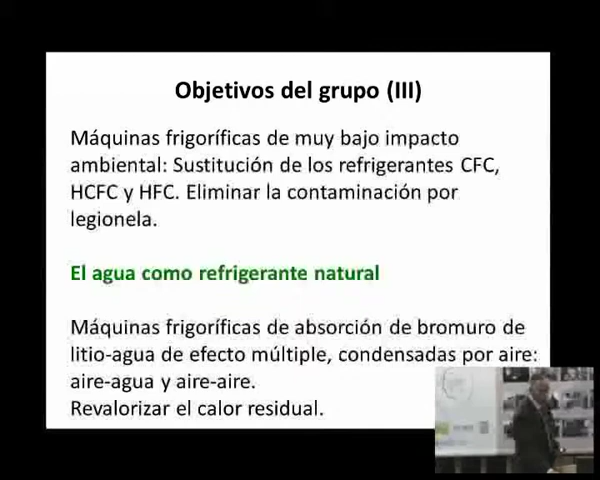 Objetivos del grupo (III)
Máquinas frigoríficas de muy bajo impacto
ambiental: Sustitución de los refrigerantes CFC,
HCFC y HFC. Eliminar la contaminación por
legionela.
El agua como refrigerante natural
Máquinas frigoríficas de absorción de bromuro de
litio-agua de efecto múltiple, condensadas por aire:
aire-agua y aire-aire.
Revalorizar el calor residual.